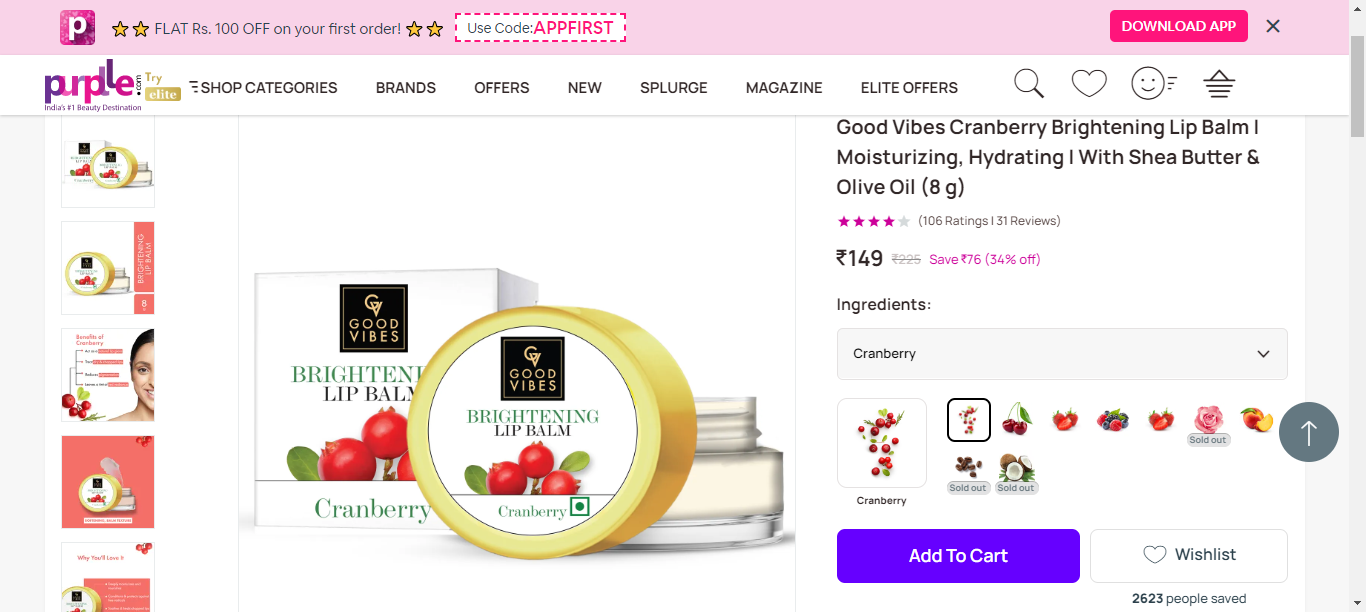 FLAT Rs. 100 OFF on your first order!
Use Code:APPFIRST
DOWNLOAD APP
purplle.com
India's #1 Beauty Destination
Try
elite
SHOP CATEGORIES
BRANDS
OFFERS
NEW
SPLURGE
MAGAZINE
ELITE OFFERS
BRIGHTENING
LIP BALM
Benefits of
Cranberry
Why You'll Love It
GOOD
VIBES
BRIGHTENI
LIP BALM
Cranberry
GOOD
VIBES
BRIGHTENING
LIP BALM
Cranberry
Good Vibes Cranberry Brightening Lip Balm |
Moisturizing, Hydrating | With Shea Butter &
Olive Oil (8 g)
(106 Ratings | 31 Reviews)
₹149 ₹225 Save ₹76 (34% off)
Ingredients:
Cranberry
Sold out
Sold out
Sold out
Cranberry
Add To Cart
Wishlist
2623 people saved